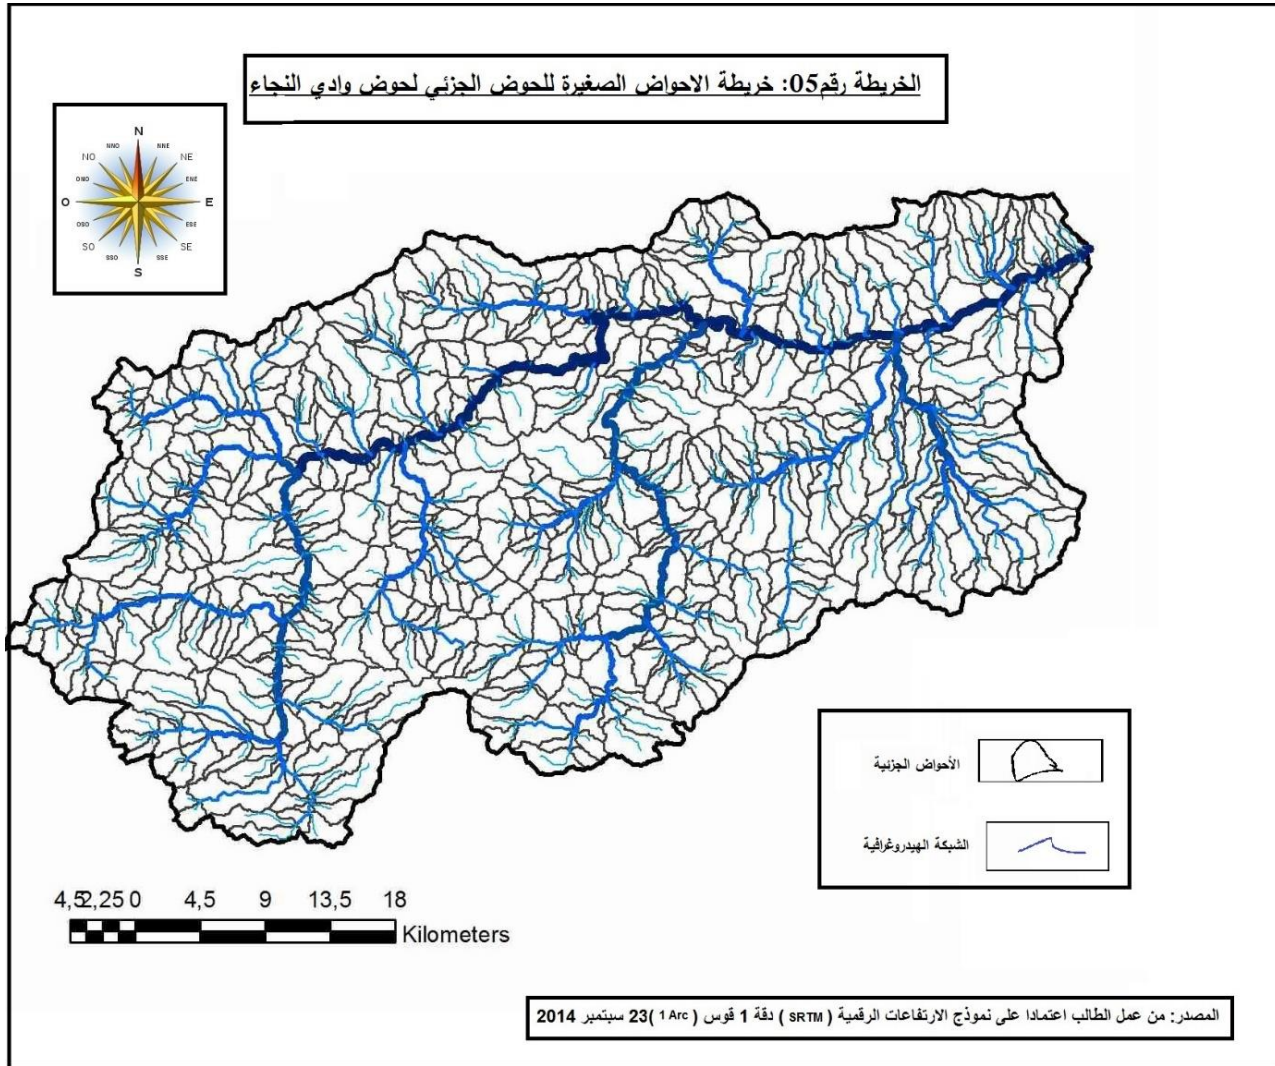 الخريطة رقم05: خريطة الاحواض الصغيرة للحوض الجزئي لحوض وادي النجاء
N
NNO NNE
NO NE
ONO ENE
O E
OSO ESE
SO SE
SSO SSE
S
الأحواض الجزئية
الشبكة الهيدروغرافية
4,52,25 0 4,5 9 13,5 18
Kilometers
المصدر: من عمل الطالب اعتمادا على نموذج الارتفاعات الرقمية ( SRTM ) دقة 1 قوس ( 1 Arc )23 سبتمبر 2014